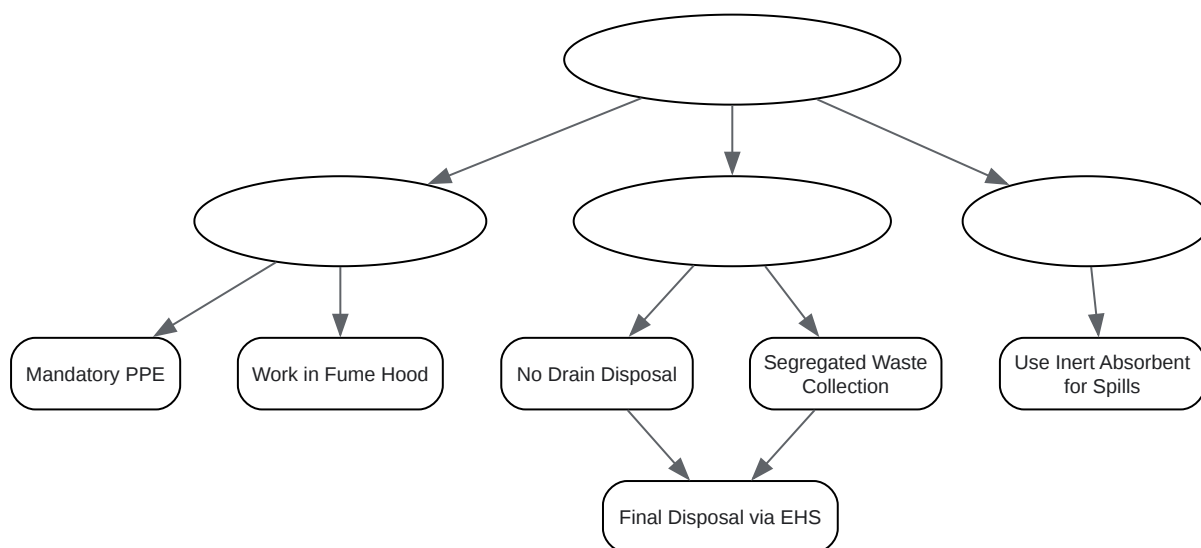 Mandatory PPE
Work in Fume Hood
No Drain Disposal
Segregated Waste
Collection
Use Inert Absorbent
for Spills
Final Disposal via EHS